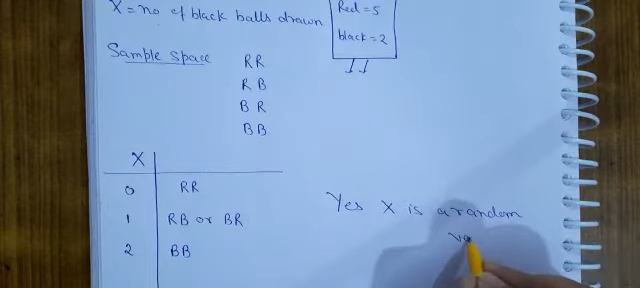 X = no of black balls drawn
Red = 5
black = 2
Sample space
RR
RB
BR
BB
X
0 RR
1 RB or BR
2 BB
Yes X is a random
va